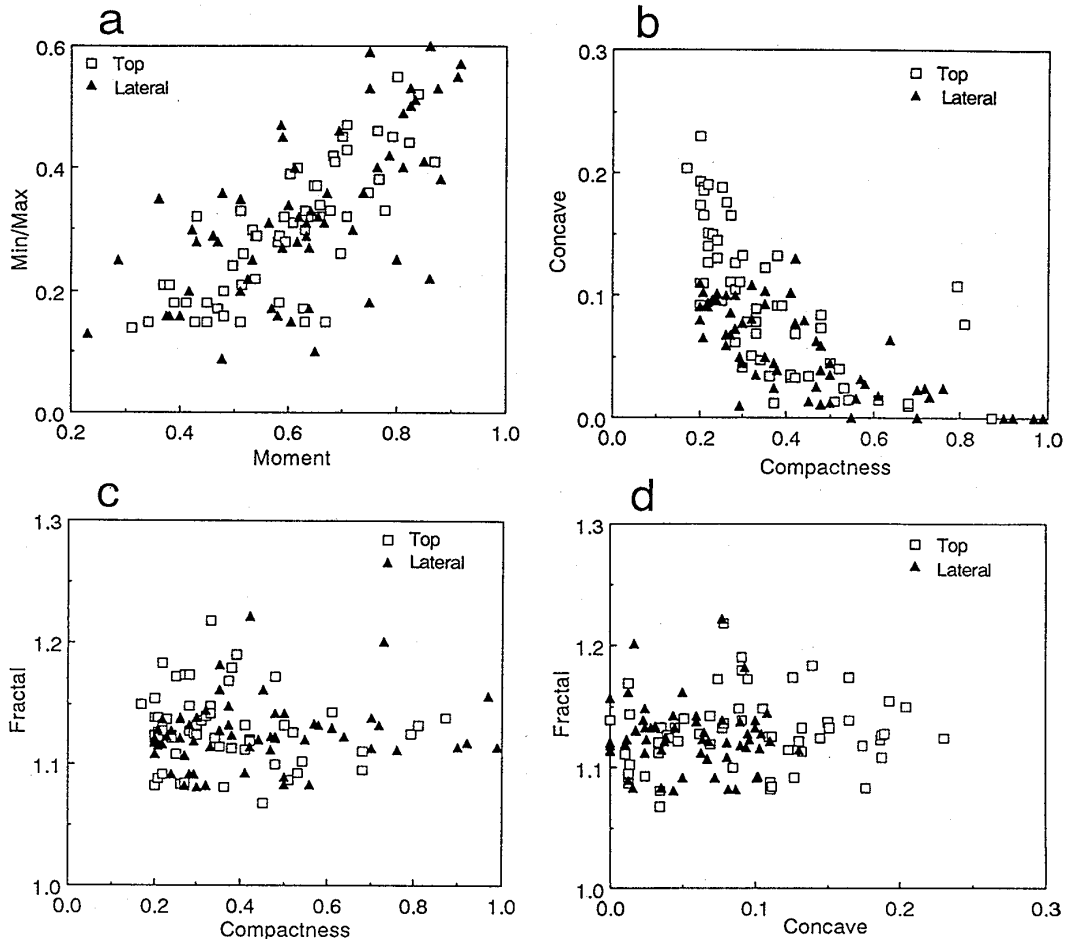 a
0.6
Top
Lateral
0.4
Min/Max
0.2
0.0
0.2 0.4 0.6 0.8 1.0
Moment
b
0.3
Top
Lateral
0.2
Concave
0.1
0.0
0.0 0.2 0.4 0.6 0.8 1.0
Compactness
c
1.3
Top
Lateral
1.2
Fractal
1.1
1.0
0.0 0.2 0.4 0.6 0.8 1.0
Compactness
d
1.3
Top
Lateral
1.2
Fractal
1.1
1.0
0.0 0.1 0.2 0.3
Concave